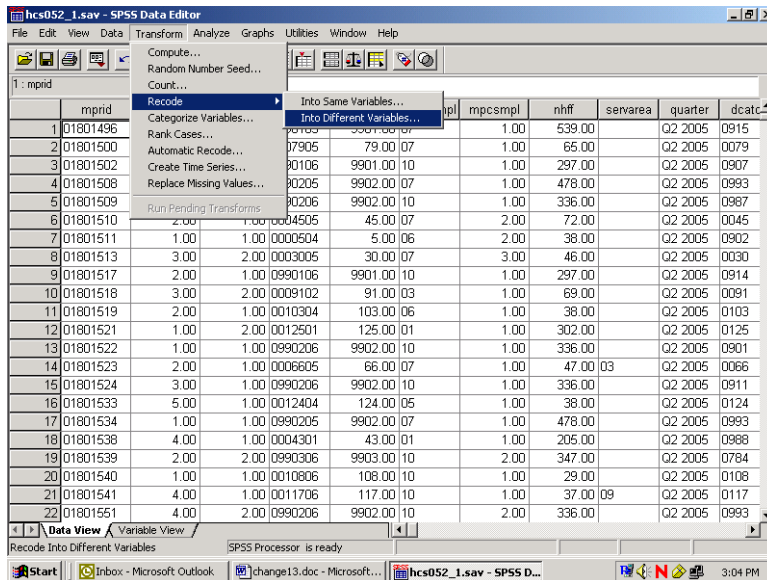 hcs052_1.sav - SPSS Data Editor
File Edit View Data Transform Analyze Graphs Utilities Window Help
Compute...
Random Number Seed...
Count...
Recode
Categorize Variables...
Rank Cases...
Automatic Recode...
Create Time Series...
Replace Missing Values...
Run Pending Transforms
Into Same Variables...
Into Different Variables...
1 : mprid
mprid mpcsmpl nhff servarea quarter
1 01801496 1.00 539.00 Q2 2005 0915
2 01801500 07905 79.00 07 1.00 65.00 Q2 2005 0079
3 01801502 90106 9901.00 10 1.00 297.00 Q2 2005 0907
4 01801508 90205 9902.00 07 1.00 478.00 Q2 2005 0993
5 01801509 90206 9902.00 10 1.00 336.00 Q2 2005 0987
6 01801510 2.00 1.00 0004505 45.00 07 2.00 72.00 Q2 2005 0045
7 01801511 1.00 1.00 0000504 5.00 06 2.00 38.00 Q2 2005 0902
8 01801513 3.00 2.00 0003005 30.00 07 3.00 46.00 Q2 2005 0030
9 01801517 2.00 1.00 0990106 9901.00 10 1.00 297.00 Q2 2005 0914
10 01801518 3.00 2.00 0009102 91.00 03 1.00 69.00 Q2 2005 0091
11 01801519 2.00 1.00 0010304 103.00 06 1.00 38.00 Q2 2005 0103
12 01801521 1.00 2.00 0012501 125.00 01 1.00 302.00 Q2 2005 0125
13 01801522 1.00 1.00 0990206 9902.00 10 1.00 336.00 Q2 2005 0901
14 01801523 2.00 1.00 0006605 66.00 07 1.00 47.00 03 Q2 2005 0066
15 01801524 3.00 1.00 0990206 9902.00 10 1.00 336.00 Q2 2005 0911
16 01801533 5.00 1.00 0012404 124.00 05 1.00 38.00 Q2 2005 0124
17 01801534 1.00 1.00 0990205 9902.00 07 1.00 478.00 Q2 2005 0993
18 01801538 4.00 1.00 0004301 43.00 01 1.00 205.00 Q2 2005 0988
19 01801539 2.00 2.00 0990306 9903.00 10 2.00 347.00 Q2 2005 0784
20 01801540 1.00 1.00 0010806 108.00 10 1.00 29.00 Q2 2005 0108
21 01801541 4.00 1.00 0011706 117.00 10 1.00 37.00 09 Q2 2005 0117
22 01801551 4.00 2.00 0990206 9902.00 10 2.00 336.00 Q2 2005 0993
Data View Variable View
Recode Into Different Variables SPSS Processor is ready
Start Inbox - Microsoft Outlook change13.doc - Microsoft... hcs052_1.sav - SPSS D... 3:04 PM